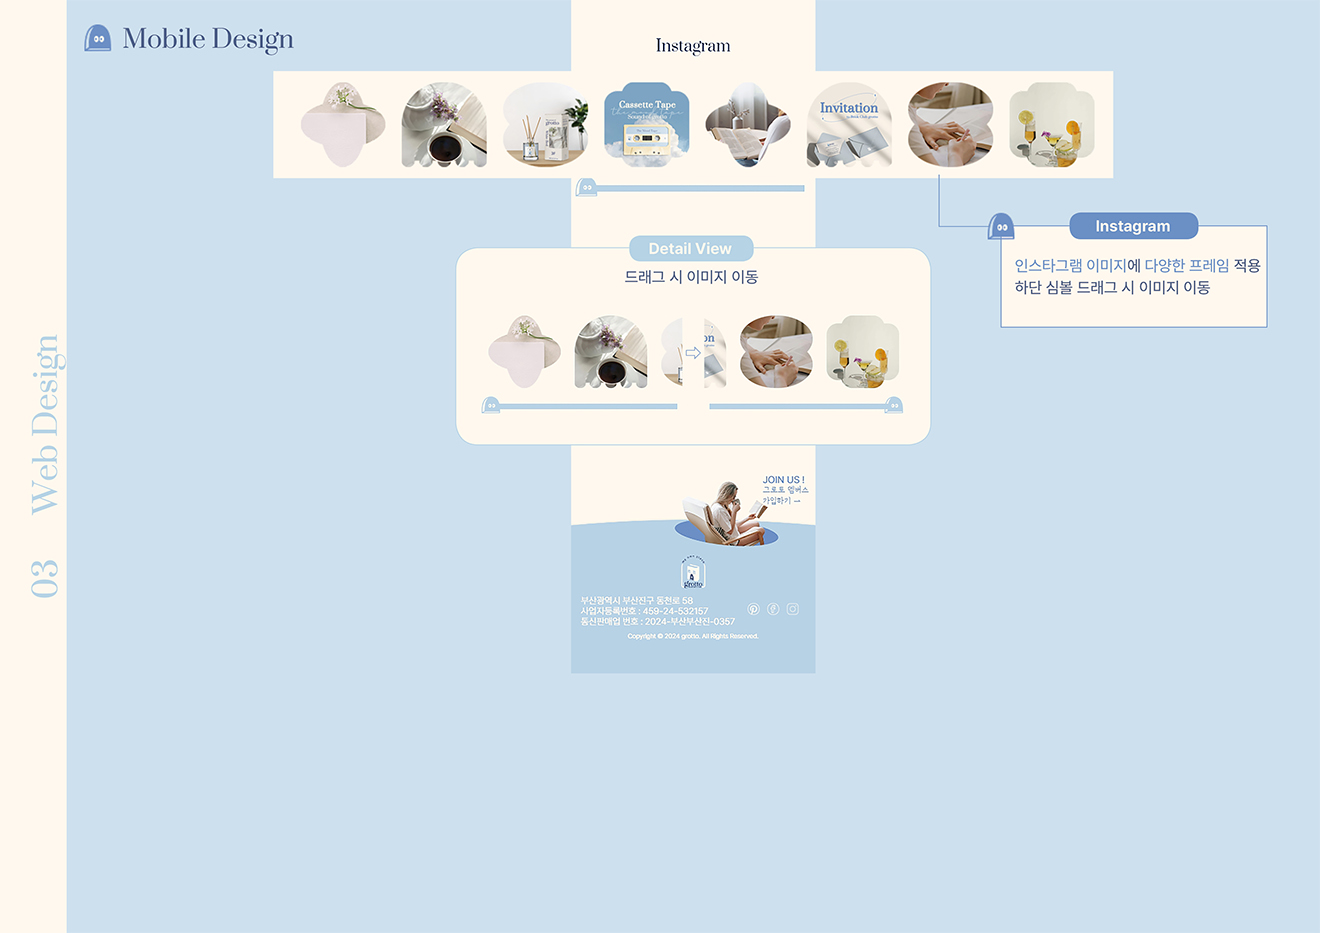 Mobile Design
Instagram
Cassette Tape
Invitation
Instagram
인스타그램 이미지에 다양한 프레임 적용
하단 심볼 드래그 시 이미지 이동
Detail View
드래그 시 이미지 이동
on
Web Design
03
JOIN US !
그로토 멤버스
가입하기 →
grotto
부산광역시 부산진구 동천로 58
사업자등록번호 : 459-24-532157
통신판매업 번호 : 2024-부산부산진-0357
Copyright © 2024 grotto. All Rights Reserved.